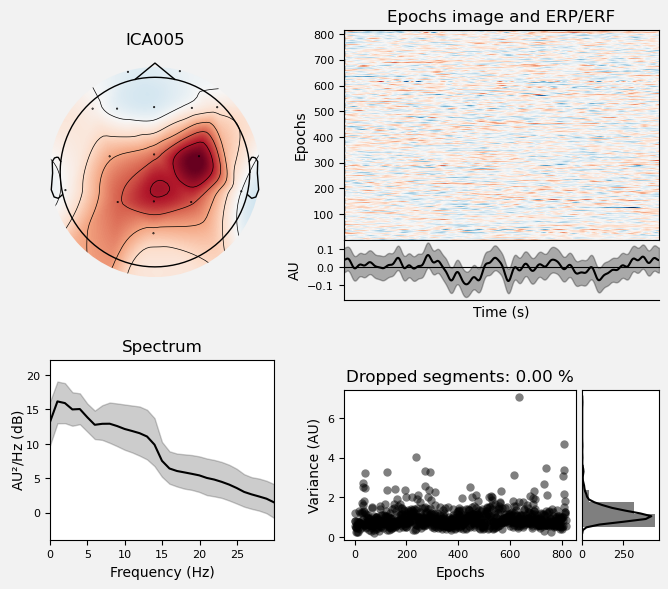 ICA005
Epochs image and ERP/ERF
800
700
600
500
400
300
200
100
Epochs
0.1
0.0
−0.1
AU
Time (s)
Spectrum
20
15
10
5
0
AU²/Hz (dB)
0 5 10 15 20 25
Frequency (Hz)
Dropped segments: 0.00 %
6
4
2
0
Variance (AU)
0 200 400 600 800
Epochs
0 250